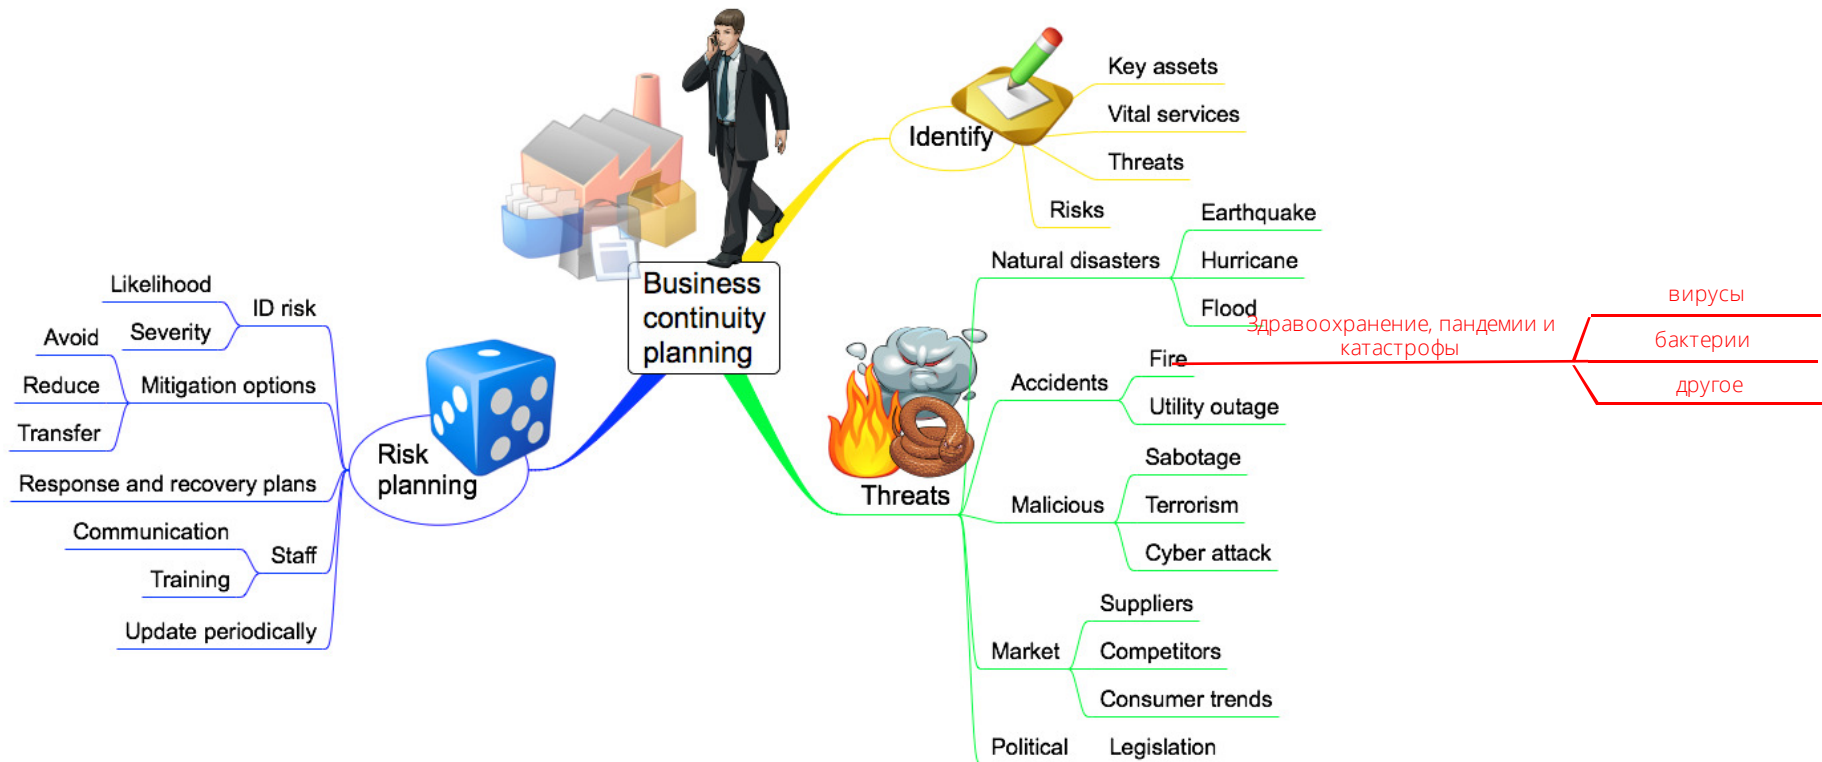 Business
continuity
planning
Identify
Key assets
Vital services
Threats
Risks
Threats
Natural disasters
Earthquake
Hurricane
Flood
Здравоохранение, пандемии и
катастрофы
вирусы
бактерии
другое
Accidents
Fire
Utility outage
Malicious
Sabotage
Terrorism
Cyber attack
Market
Suppliers
Competitors
Consumer trends
Political
Legislation
Risk
planning
ID risk
Likelihood
Severity
Mitigation options
Avoid
Reduce
Transfer
Response and recovery plans
Staff
Communication
Training
Update periodically